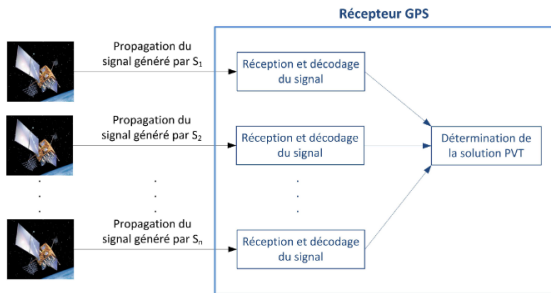 Récepteur GPS
Propagation du
signal généré par S1
Réception et décodage
du signal
Propagation du
signal généré par S2
Réception et décodage
du signal
Détermination de
la solution PVT
Propagation du
signal généré par Sn
Réception et décodage
du signal